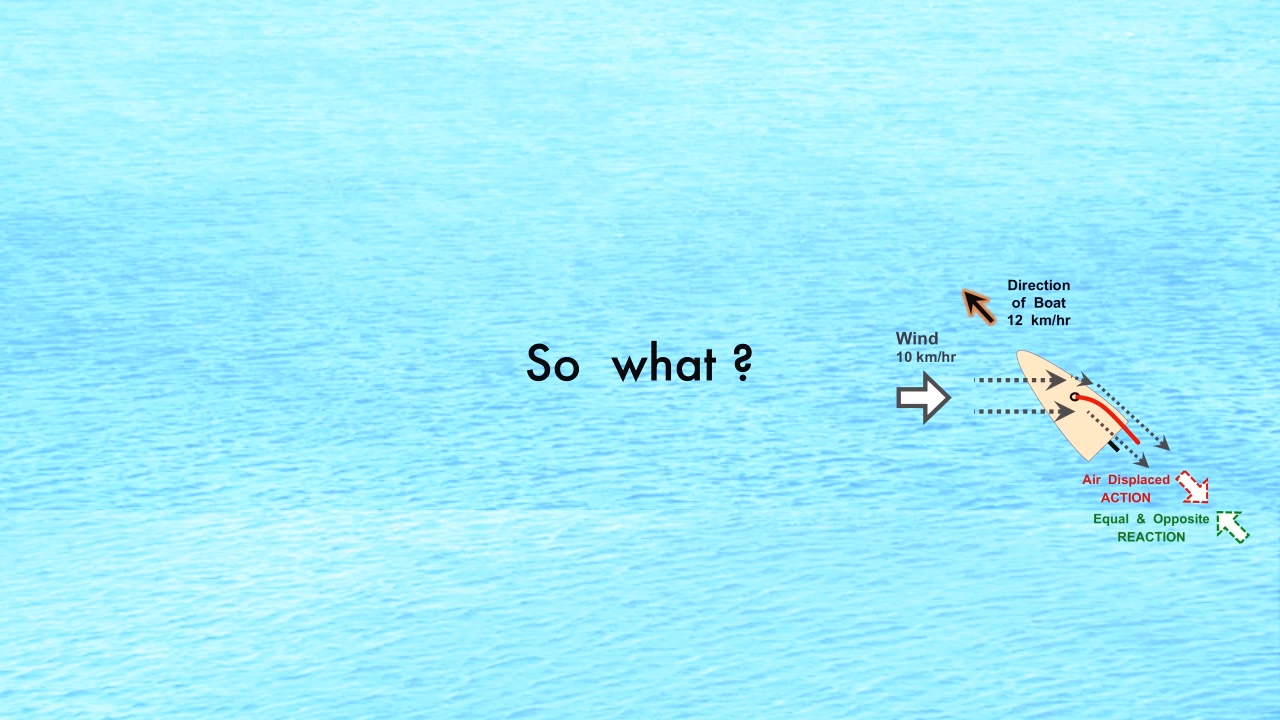 So what ?
Direction
of Boat
12 km/hr
Wind
10 km/hr
Air Displaced
ACTION
Equal & Opposite
REACTION